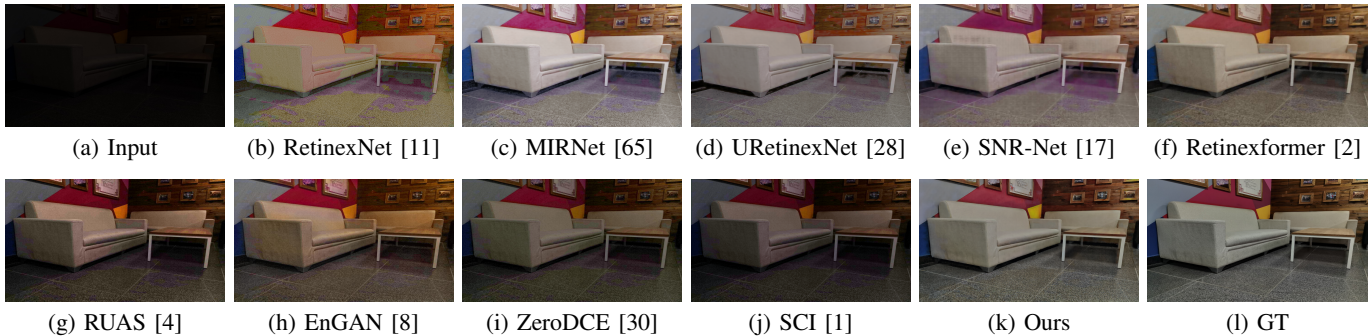 (a) Input
(b) RetinexNet [11]
(c) MIRNet [65]
(d) URetinexNet [28]
(e) SNR-Net [17]
(f) Retinexformer [2]
(g) RUAS [4]
(h) EnGAN [8]
(i) ZeroDCE [30]
(j) SCI [1]
(k) Ours
(l) GT